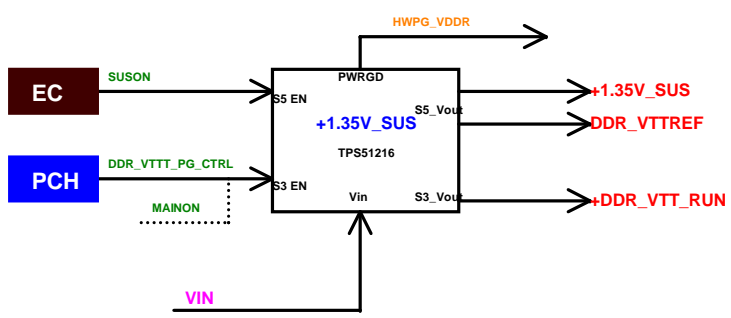 HWPG_VDDR
SUSON
EC
PWRGD
S5 EN
S5_Vout
+1.35V_SUS
+1.35V_SUS
DDR_VTTREF
TPS51216
DDR_VTTT_PG_CTRL
PCH
S3 EN
Vin
S3_Vout
+DDR_VTT_RUN
MAINON
VIN